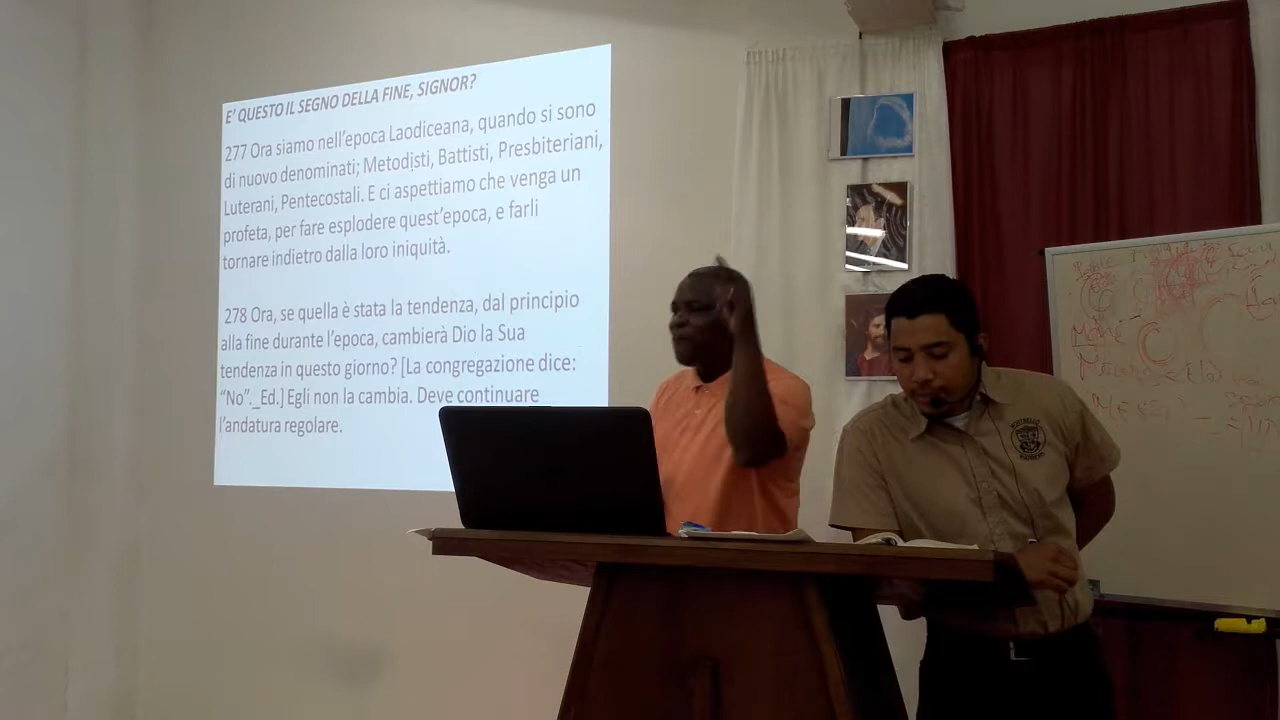 E' QUESTO IL SEGNO DELLA FINE, SIGNOR?
277 Ora siamo nell'epoca Laodiceana, quando si sono
di nuovo denominati; Metodisti, Battisti, Presbiteriani,
Luterani, Pentecostali. E ci aspettiamo che venga un
profeta, per fare esplodere quest'epoca, e farli
tornare indietro dalla loro iniquità.
278 Ora, se quella è stata la tendenza, dal principio
alla fine durante l'epoca, cambierà Dio la Sua
tendenza in questo giorno? [La congregazione dice:
"No"._Ed.] Egli non la cambia. Deve continuare
l'andatura regolare.